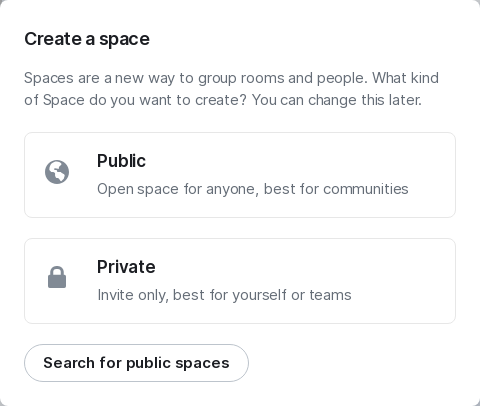 Create a space
Spaces are a new way to group rooms and people. What kind
of Space do you want to create? You can change this later.
Public
Open space for anyone, best for communities
Private
Invite only, best for yourself or teams
Search for public spaces